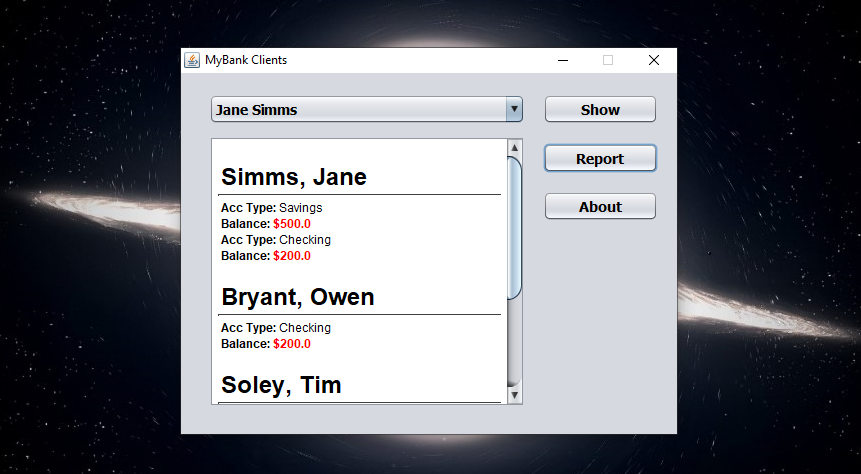 MyBank Clients
Jane Simms
Show
Report
About
Simms, Jane
Acc Type: Savings
Balance: $500.0
Acc Type: Checking
Balance: $200.0
Bryant, Owen
Acc Type: Checking
Balance: $200.0
Soley, Tim